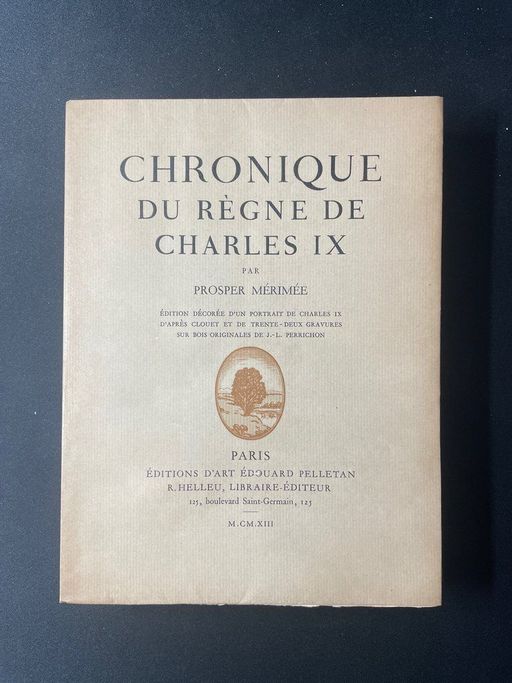 CHRONIQUE
DU RÈGNE DE
CHARLES IX
PAR
PROSPER MÉRIMÉE
ÉDITION DÉCORÉE D'UN PORTRAIT DE CHARLES IX
D'APRÈS CLOUET ET DE TRENTE-DEUX GRAVURES
SUR BOIS ORIGINALES DE J.-L. PERRICHON
PARIS
ÉDITIONS D'ART ÉDOUARD PELLETAN
R. HELLEU, LIBRAIRE-ÉDITEUR
125, boulevard Saint-Germain, 125
M.CM.XIII